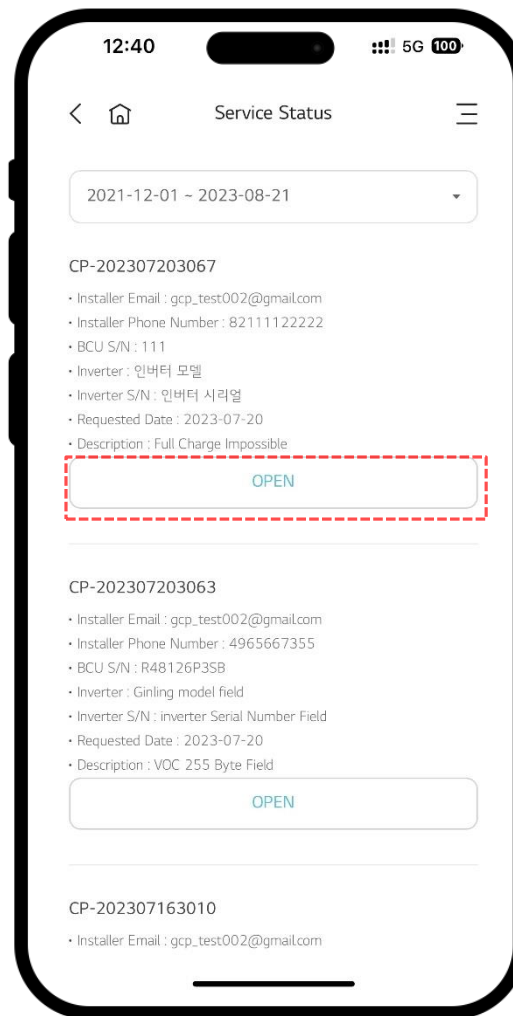 12:40
5G 100
Service Status
2021-12-01 ~ 2023-08-21
CP-202307203067
• Installer Email : gcp_test002@gmail.com
• Installer Phone Number : 82111122222
• BCU S/N : 111
• Inverter : 인버터 모델
• Inverter S/N : 인버터 시리얼
• Requested Date : 2023-07-20
• Description : Full Charge Impossible
OPEN
CP-202307203063
• Installer Email : gcp_test002@gmail.com
• Installer Phone Number : 4965667355
• BCU S/N : R48126P3SB
• Inverter : Ginling model field
• Inverter S/N : inverter Serial Number Field
• Requested Date : 2023-07-20
• Description : VOC 255 Byte Field
OPEN
CP-202307163010
• Installer Email : gcp_test002@gmail.com